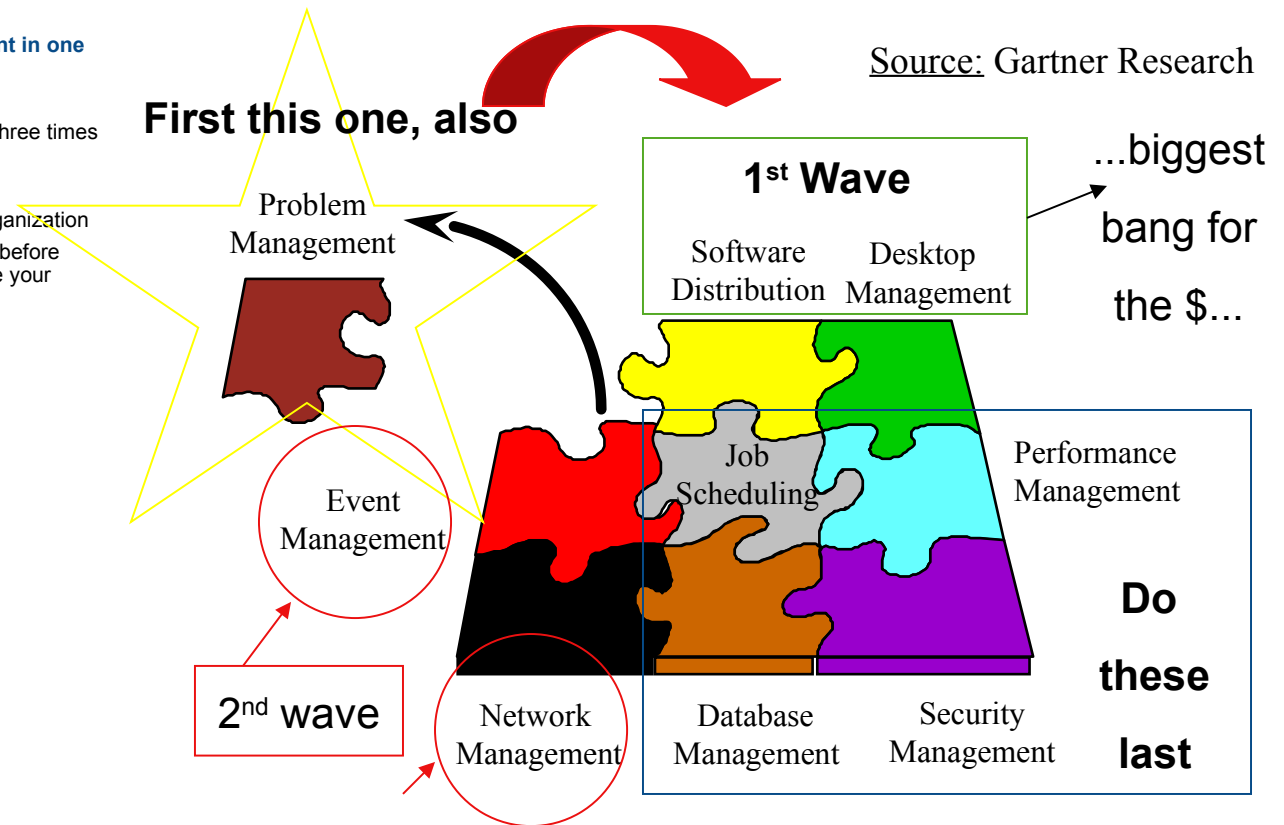 nt in one
hree times
ganization
before
e your
First this one, also
Source: Gartner Research
Problem
Management
1st Wave
Software
Distribution
Desktop
Management
...biggest
bang for
the $...
Job
Scheduling
Performance
Management
Event
Management
Do
these
last
2nd wave
Network
Management
Database
Management
Security
Management